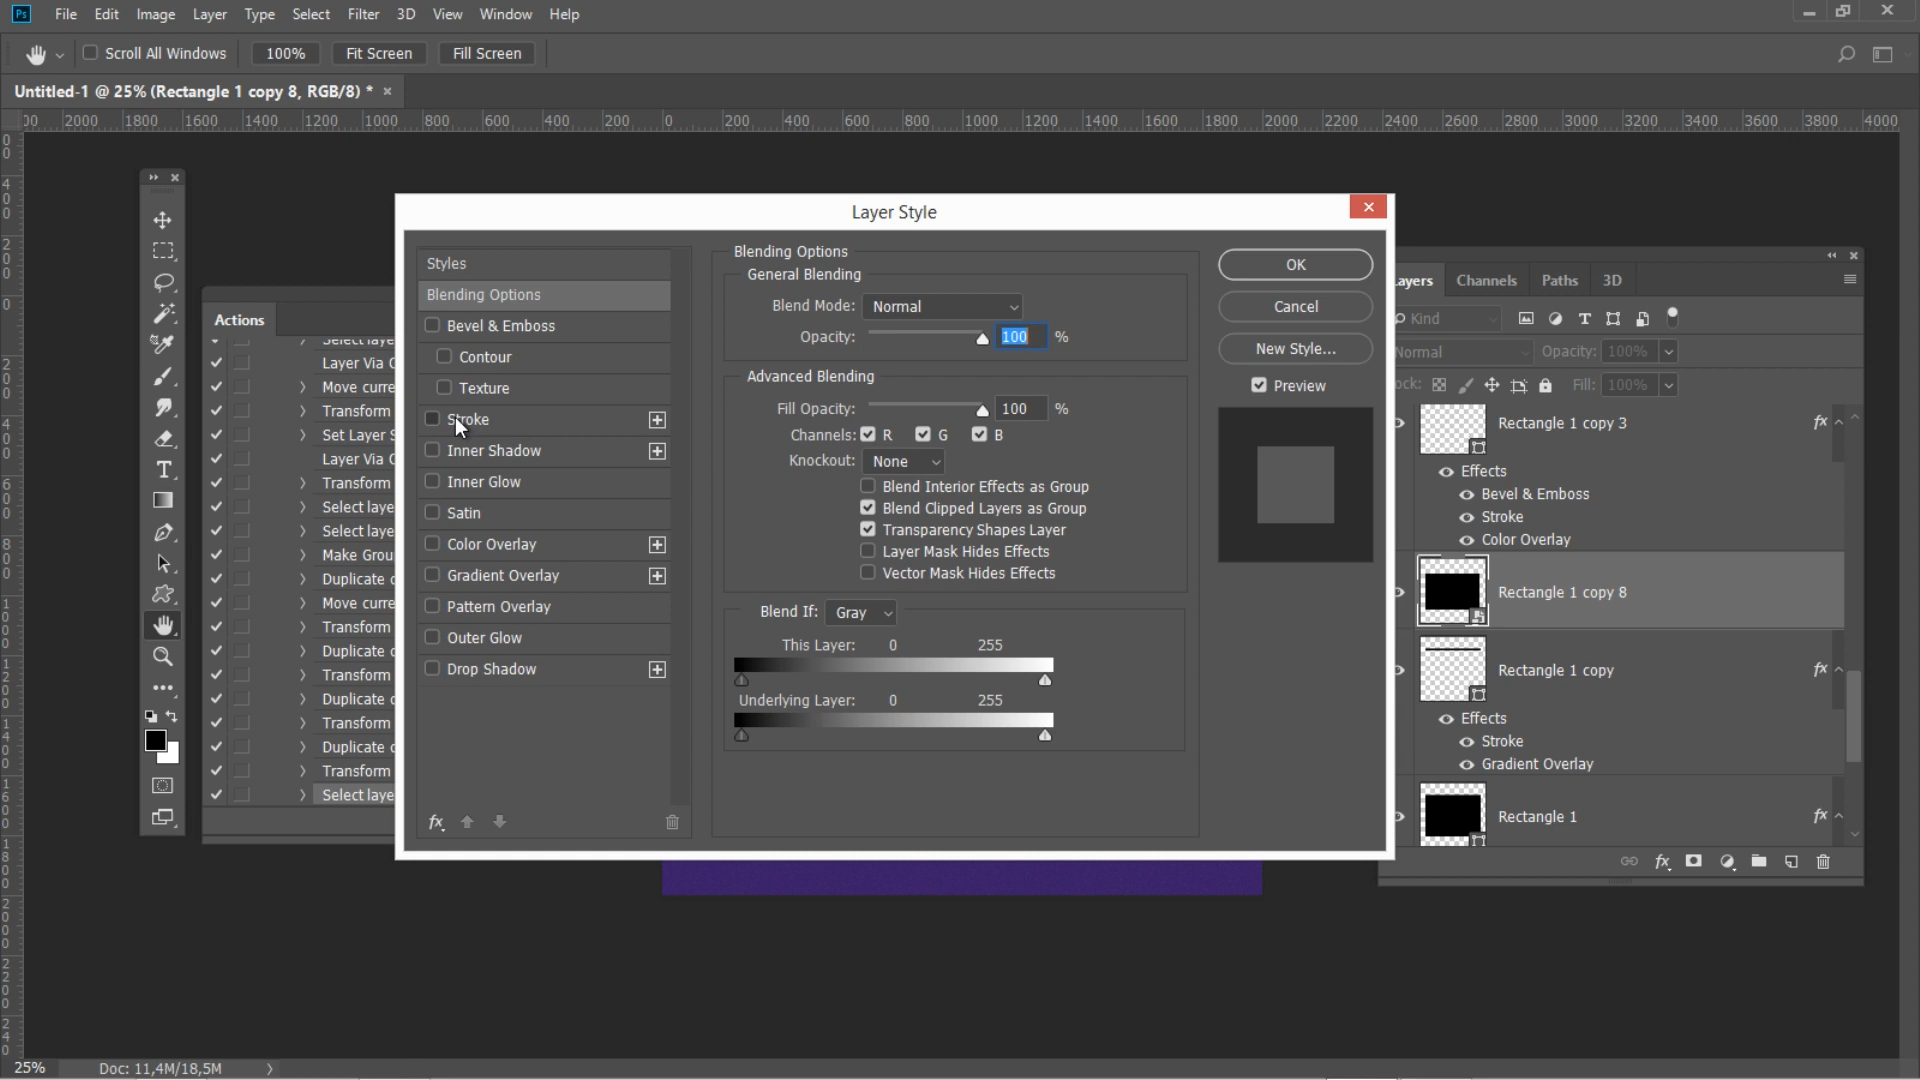 Ps File Edit Image Layer Type Select Filter 3D View Window Help
Scroll All Windows 100% Fit Screen Fill Screen
Untitled-1 @ 25% (Rectangle 1 copy 8, RGB/8) * ×
00 2000 1800 1600 1400 1200 1000 800 600 400 200 0 200 400 600 800 1000 1200 1400 1600 1800 2000 2200 2400 2600 2800 3000 3200 3400 3600 3800 4000
Actions
Layer Via C
Move curre
Transform
Set Layer S
Layer Via C
Transform
Select laye
Select laye
Make Grou
Duplicate c
Move curre
Transform
Duplicate c
Transform
Duplicate c
Transform
Duplicate c
Transform
Select laye
Layer Style
Styles
Blending Options
Bevel & Emboss
Contour
Texture
Stroke
Inner Shadow
Inner Glow
Satin
Color Overlay
Gradient Overlay
Pattern Overlay
Outer Glow
Drop Shadow
fx
Blending Options
General Blending
Blend Mode: Normal
Opacity: 100 %
Advanced Blending
Fill Opacity: 100 %
Channels: R G B
Knockout: None
Blend Interior Effects as Group
Blend Clipped Layers as Group
Transparency Shapes Layer
Layer Mask Hides Effects
Vector Mask Hides Effects
Blend If: Gray
This Layer: 0 255
Underlying Layer: 0 255
OK
Cancel
New Style...
Preview
ayers Channels Paths 3D
Kind
Normal Opacity: 100%
ock: Fill: 100%
Rectangle 1 copy 3 fx
Effects
Bevel & Emboss
Stroke
Color Overlay
Rectangle 1 copy 8
Rectangle 1 copy fx
Effects
Stroke
Gradient Overlay
Rectangle 1 fx
fx
25% Doc: 11,4M/18,5M